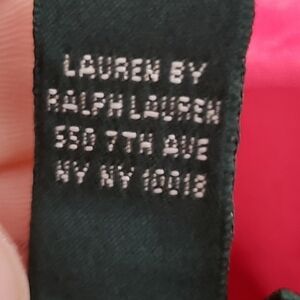 LAUREN BY
RALPH LAUREN
550 7TH AVE
NY NY 10018